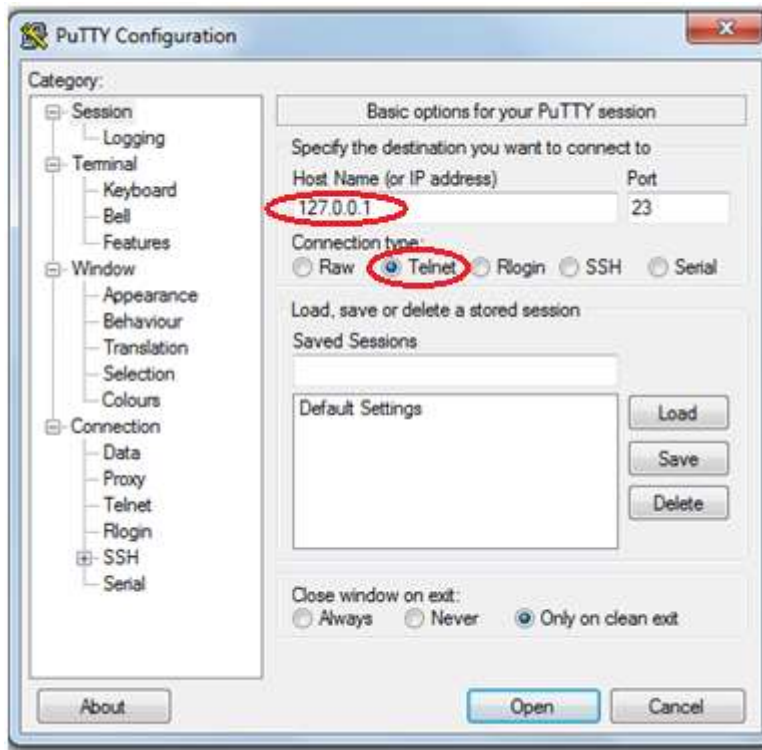 PuTTY Configuration
Category:
Session
Logging
Terminal
Keyboard
Bell
Features
Window
Appearance
Behaviour
Translation
Selection
Colours
Connection
Data
Proxy
Telnet
Rlogin
SSH
Serial
Basic options for your PuTTY session
Specify the destination you want to connect to
Host Name (or IP address) Port
127.0.0.1 23
Connection type:
Raw Telnet Rlogin SSH Serial
Load, save or delete a stored session
Saved Sessions
Default Settings
Load
Save
Delete
Close window on exit:
Always Never Only on clean exit
About Open Cancel